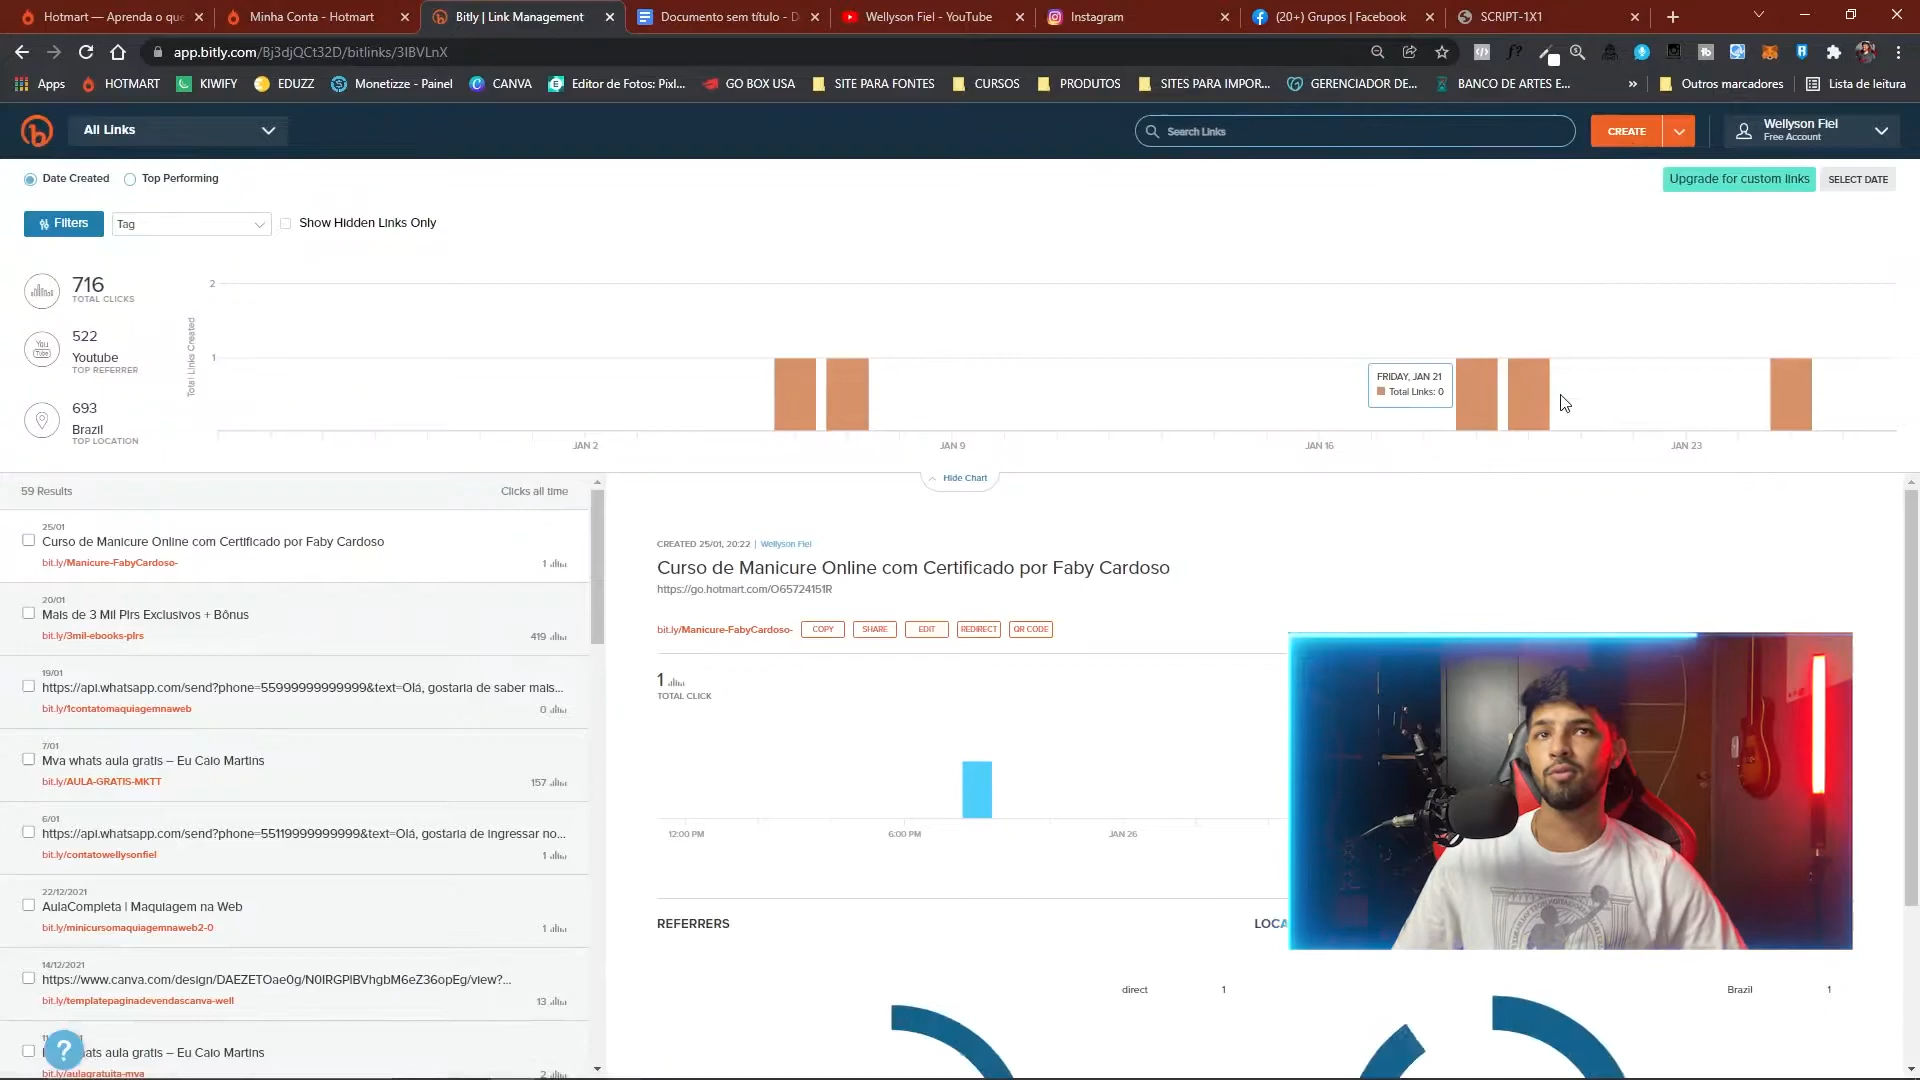 Hotmart — Aprenda o que
Minha Conta - Hotmart
Bitly | Link Management
Documento sem título - D
Wellyson Fiel - YouTube
Instagram
(20+) Grupos | Facebook
SCRIPT-1X1
app.bitly.com/Bj3djQCt32D/bitlinks/3IBVLnX
Apps
HOTMART
KIWIFY
EDUZZ
Monetizze - Painel
CANVA
Editor de Fotos: Pixl...
GO BOX USA
SITE PARA FONTES
CURSOS
PRODUTOS
SITES PARA IMPOR...
GERENCIADOR DE...
BANCO DE ARTES E...
»
Outros marcadores
Lista de leitura
All Links
Search Links
CREATE
Wellyson Fiel
Free Account
Date Created
Top Performing
Upgrade for custom links
SELECT DATE
Filters
Tag
Show Hidden Links Only
716
TOTAL CLICKS
522
Youtube
TOP REFERRER
693
Brazil
TOP LOCATION
Total Links Created
2
1
FRIDAY, JAN 21
Total Links: 0
JAN 2
JAN 9
JAN 16
JAN 23
Hide Chart
59 Results
Clicks all time
25/01
Curso de Manicure Online com Certificado por Faby Cardoso
bit.ly/Manicure-FabyCardoso-
1
20/01
Mais de 3 Mil Plrs Exclusivos + Bônus
bit.ly/3mil-ebooks-plrs
419
19/01
https://api.whatsapp.com/send?phone=55999999999999&text=Olá, gostaria de saber mais...
bit.ly/1contatomaquiagemnaweb
0
7/01
Mva whats aula gratis – Eu Caio Martins
bit.ly/AULA-GRATIS-MKTT
157
6/01
https://api.whatsapp.com/send?phone=55119999999999&text=Olá, gostaria de ingressar no...
bit.ly/contatowellysonfiel
1
22/12/2021
AulaCompleta | Maquiagem na Web
bit.ly/minicursomaquiagemnaweb2-0
1
14/12/2021
https://www.canva.com/design/DAEZETOae0g/N0IRGPIBVhgbM6eZ36opEg/view?...
bit.ly/templatepaginadevendascanva-well
13
ats aula gratis – Eu Caio Martins
bit.ly/aulagratuita-mva
2
?
CREATED 25/01, 20:22 | Wellyson Fiel
Curso de Manicure Online com Certificado por Faby Cardoso
https://go.hotmart.com/O65724151R
bit.ly/Manicure-FabyCardoso-
COPY
SHARE
EDIT
REDIRECT
QR CODE
1
TOTAL CLICK
12:00 PM
6:00 PM
JAN 26
REFERRERS
LOCA
direct 1
Brazil 1